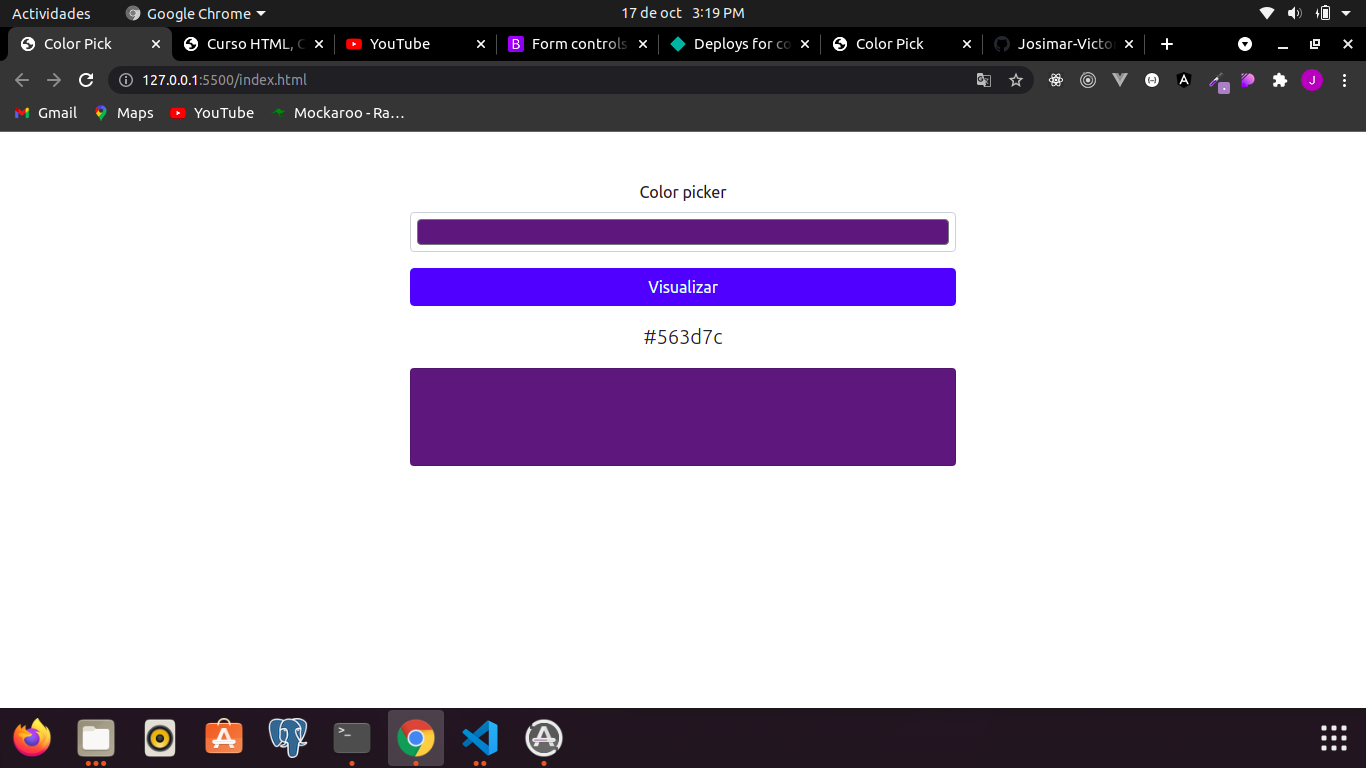 Actividades Google Chrome 17 de oct 3:19 PM
Color Pick Curso HTML, C YouTube Form controls Deploys for co Color Pick Josimar-Victo
127.0.0.1:5500/index.html J
Gmail Maps YouTube Mockaroo - Ra…
Color picker
Visualizar
#563d7c